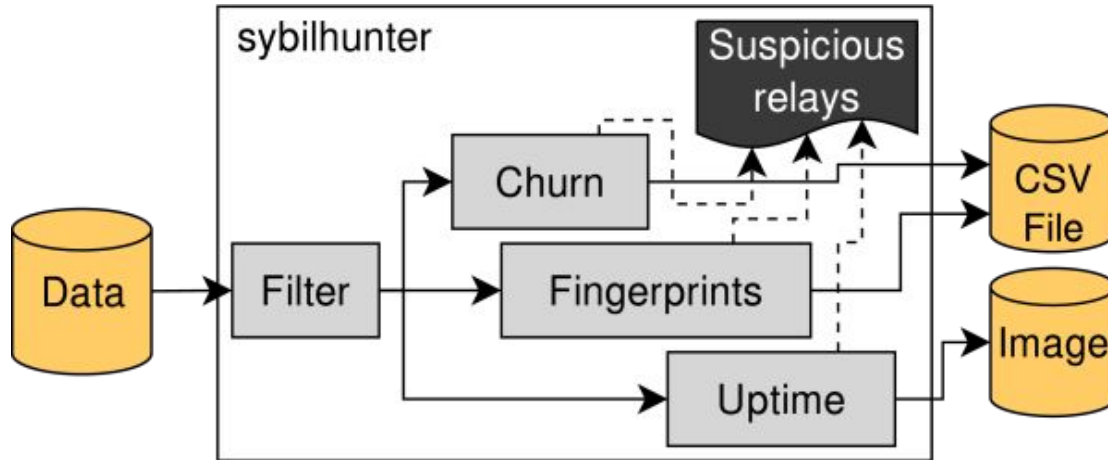 sybilhunter
Suspicious
relays
Churn
CSV
File
Data
Filter
Fingerprints
Image
Uptime